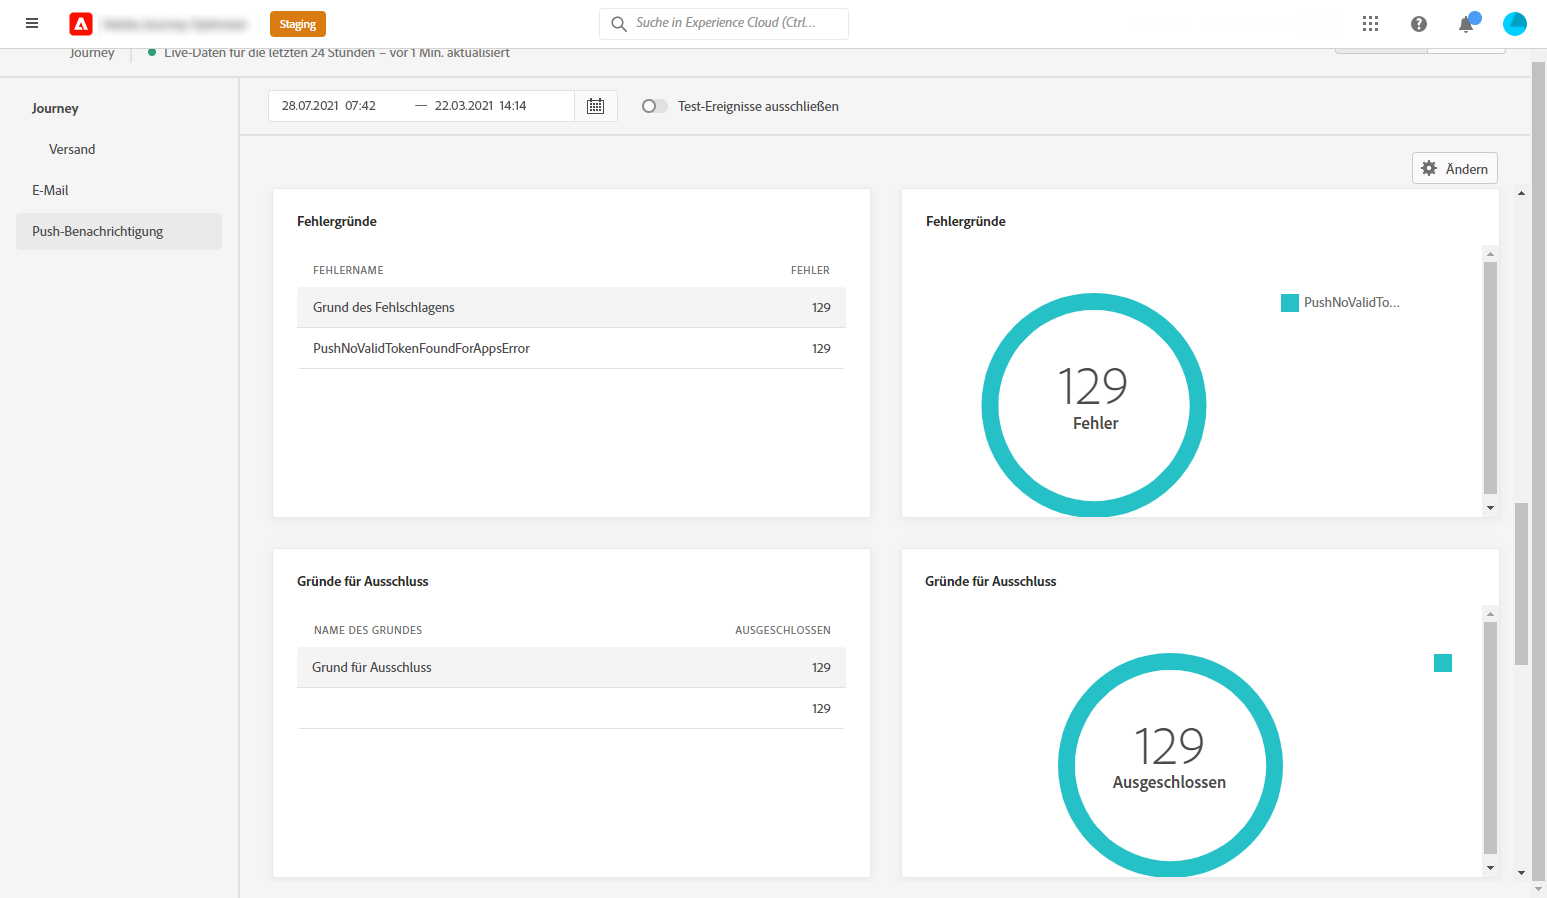 Staging
Suche in Experience Cloud (Ctrl...
Journey
Live-Daten für die letzten 24 Stunden – vor 1 Min. aktualisiert
Journey
Versand
E-Mail
Push-Benachrichtigung
28.07.2021 07:42 — 22.03.2021 14:14
Test-Ereignisse ausschließen
Ändern
Fehlergründe
FEHLERNAME FEHLER
Grund des Fehlschlagens 129
PushNoValidTokenFoundForAppsError 129
Fehlergründe
PushNoValidTo...
129
Fehler
Gründe für Ausschluss
NAME DES GRUNDES AUSGESCHLOSSEN
Grund für Ausschluss 129
129
Gründe für Ausschluss
129
Ausgeschlossen